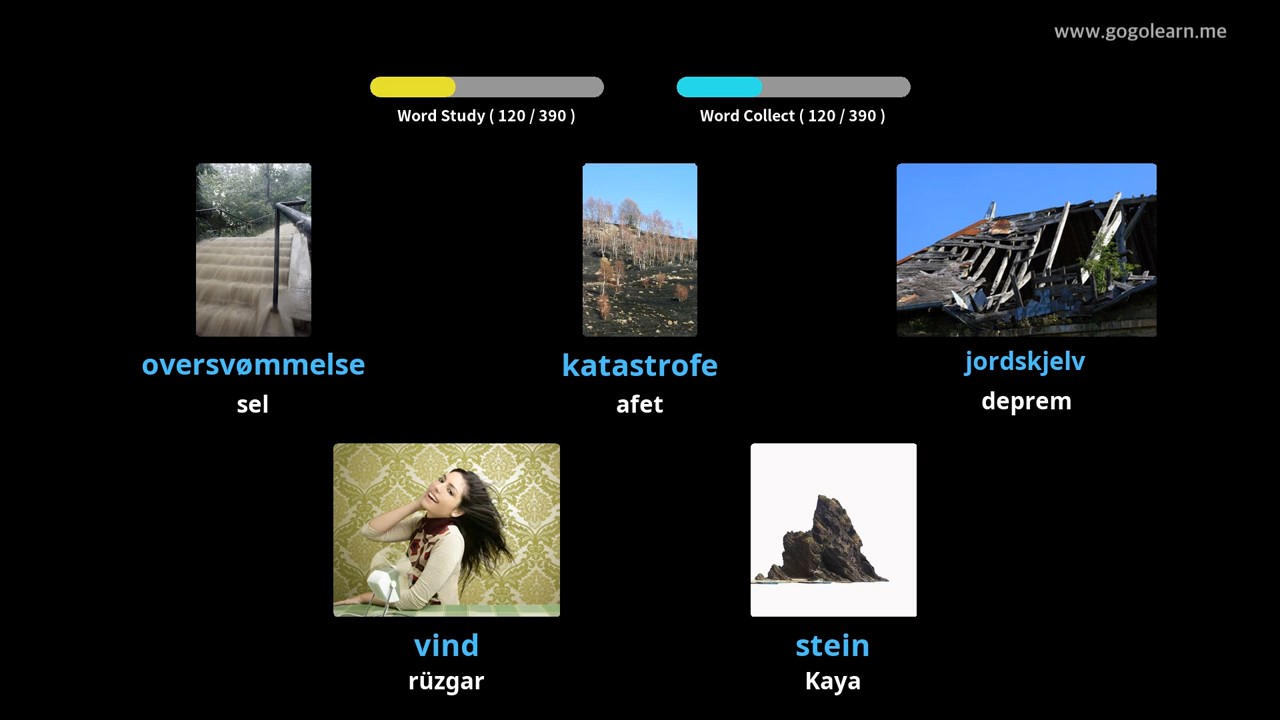 www.gogolearn.me
Word Study ( 120 / 390 )
Word Collect ( 120 / 390 )
oversvømmelse
sel
katastrofe
afet
jordskjelv
deprem
vind
rüzgar
stein
Kaya